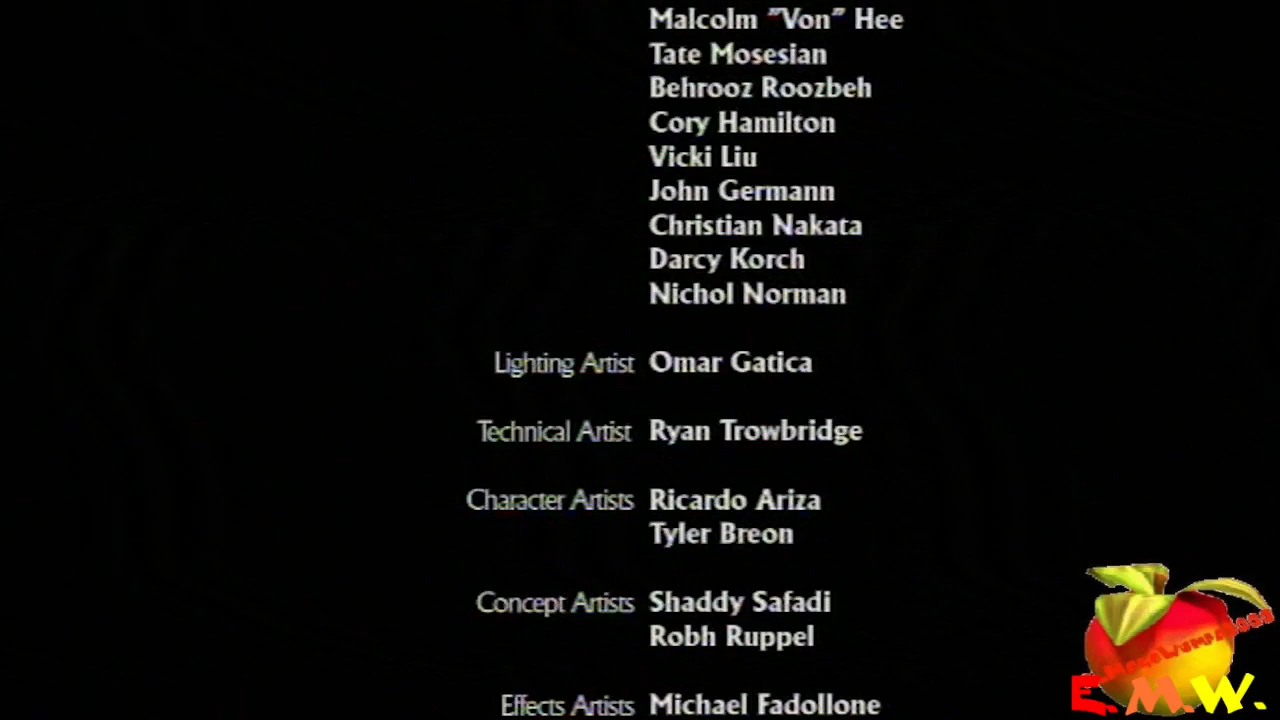 Malcolm "Von" Hee
Tate Mosesian
Behrooz Roozbeh
Cory Hamilton
Vicki Liu
John Germann
Christian Nakata
Darcy Korch
Nichol Norman
Lighting Artist Omar Gatica
Technical Artist Ryan Trowbridge
Character Artists Ricardo Ariza
Tyler Breon
Concept Artists Shaddy Safadi
Robh Ruppel
Effects Artists Michael Fadollone
E.M.W.